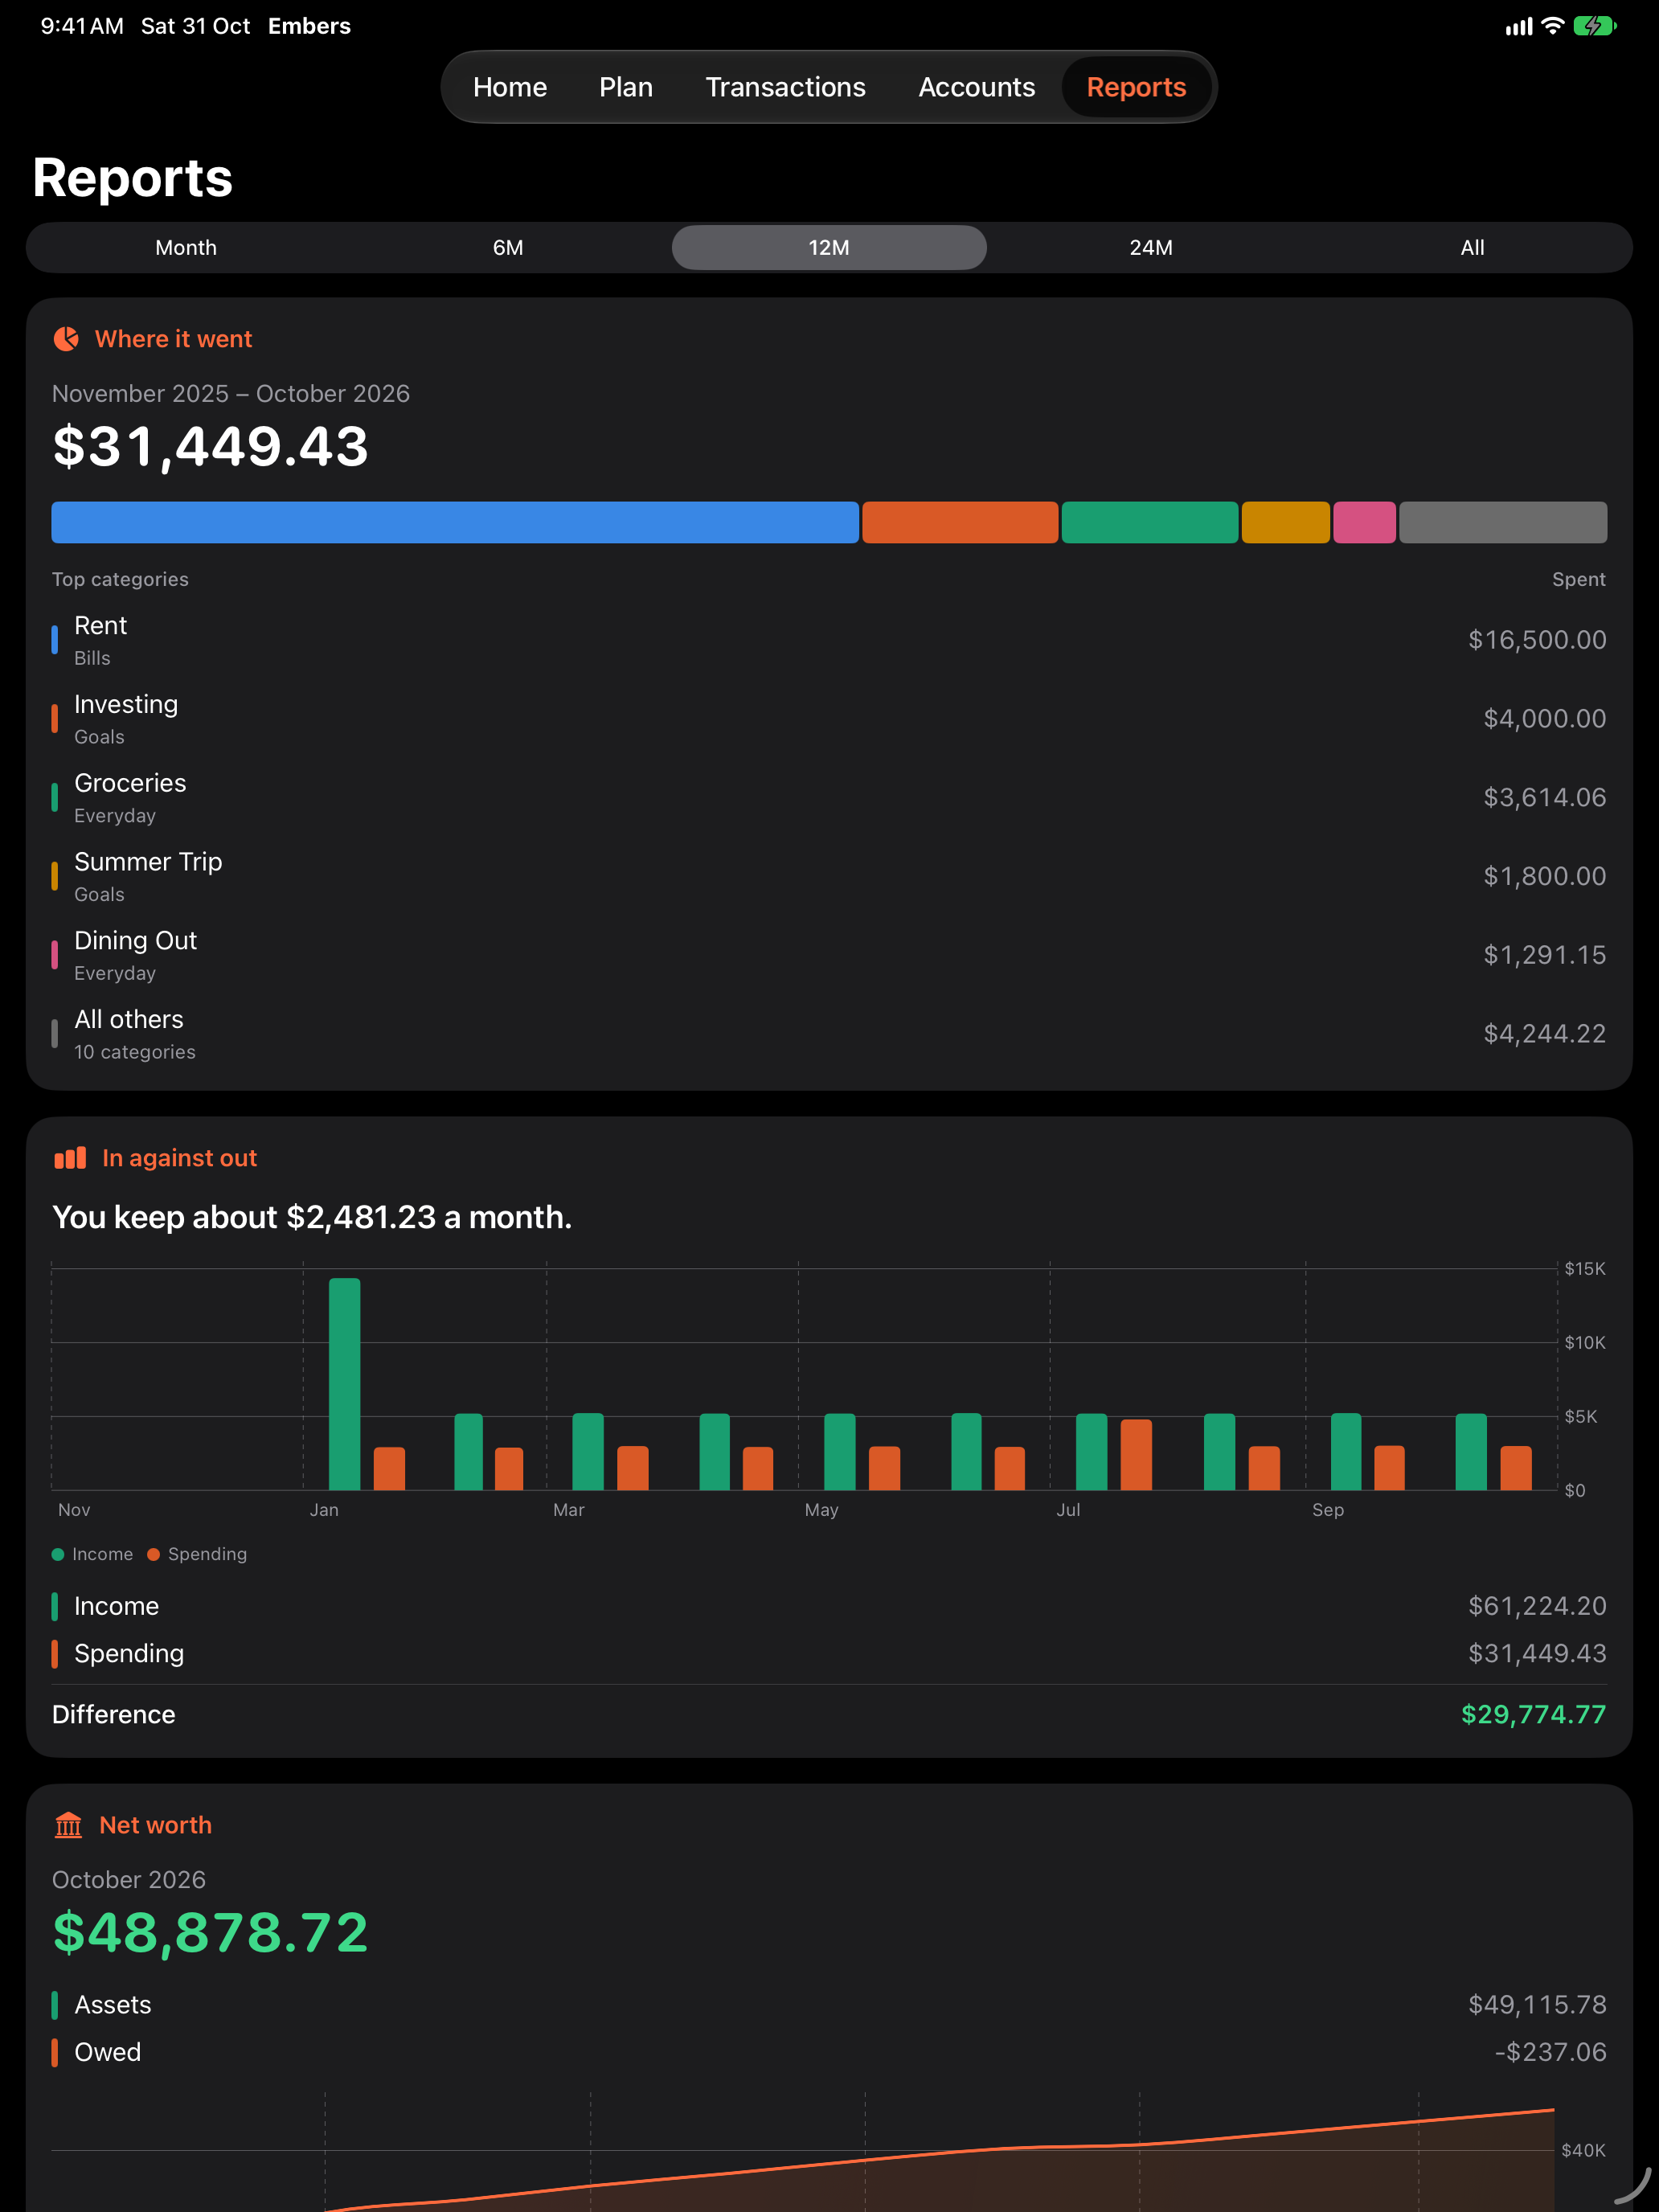 9:41 AM Sat 31 Oct Embers
Home Plan Transactions Accounts Reports
Reports
Month 6M 12M 24M All
Where it went
November 2025 – October 2026
$31,449.43
Top categories Spent
Rent
Bills
$16,500.00
Investing
Goals
$4,000.00
Groceries
Everyday
$3,614.06
Summer Trip
Goals
$1,800.00
Dining Out
Everyday
$1,291.15
All others
10 categories
$4,244.22
In against out
You keep about $2,481.23 a month.
$15K
$10K
$5K
$0
Nov Jan Mar May Jul Sep
Income Spending
Income $61,224.20
Spending $31,449.43
Difference $29,774.77
Net worth
October 2026
$48,878.72
Assets $49,115.78
Owed -$237.06
$40K